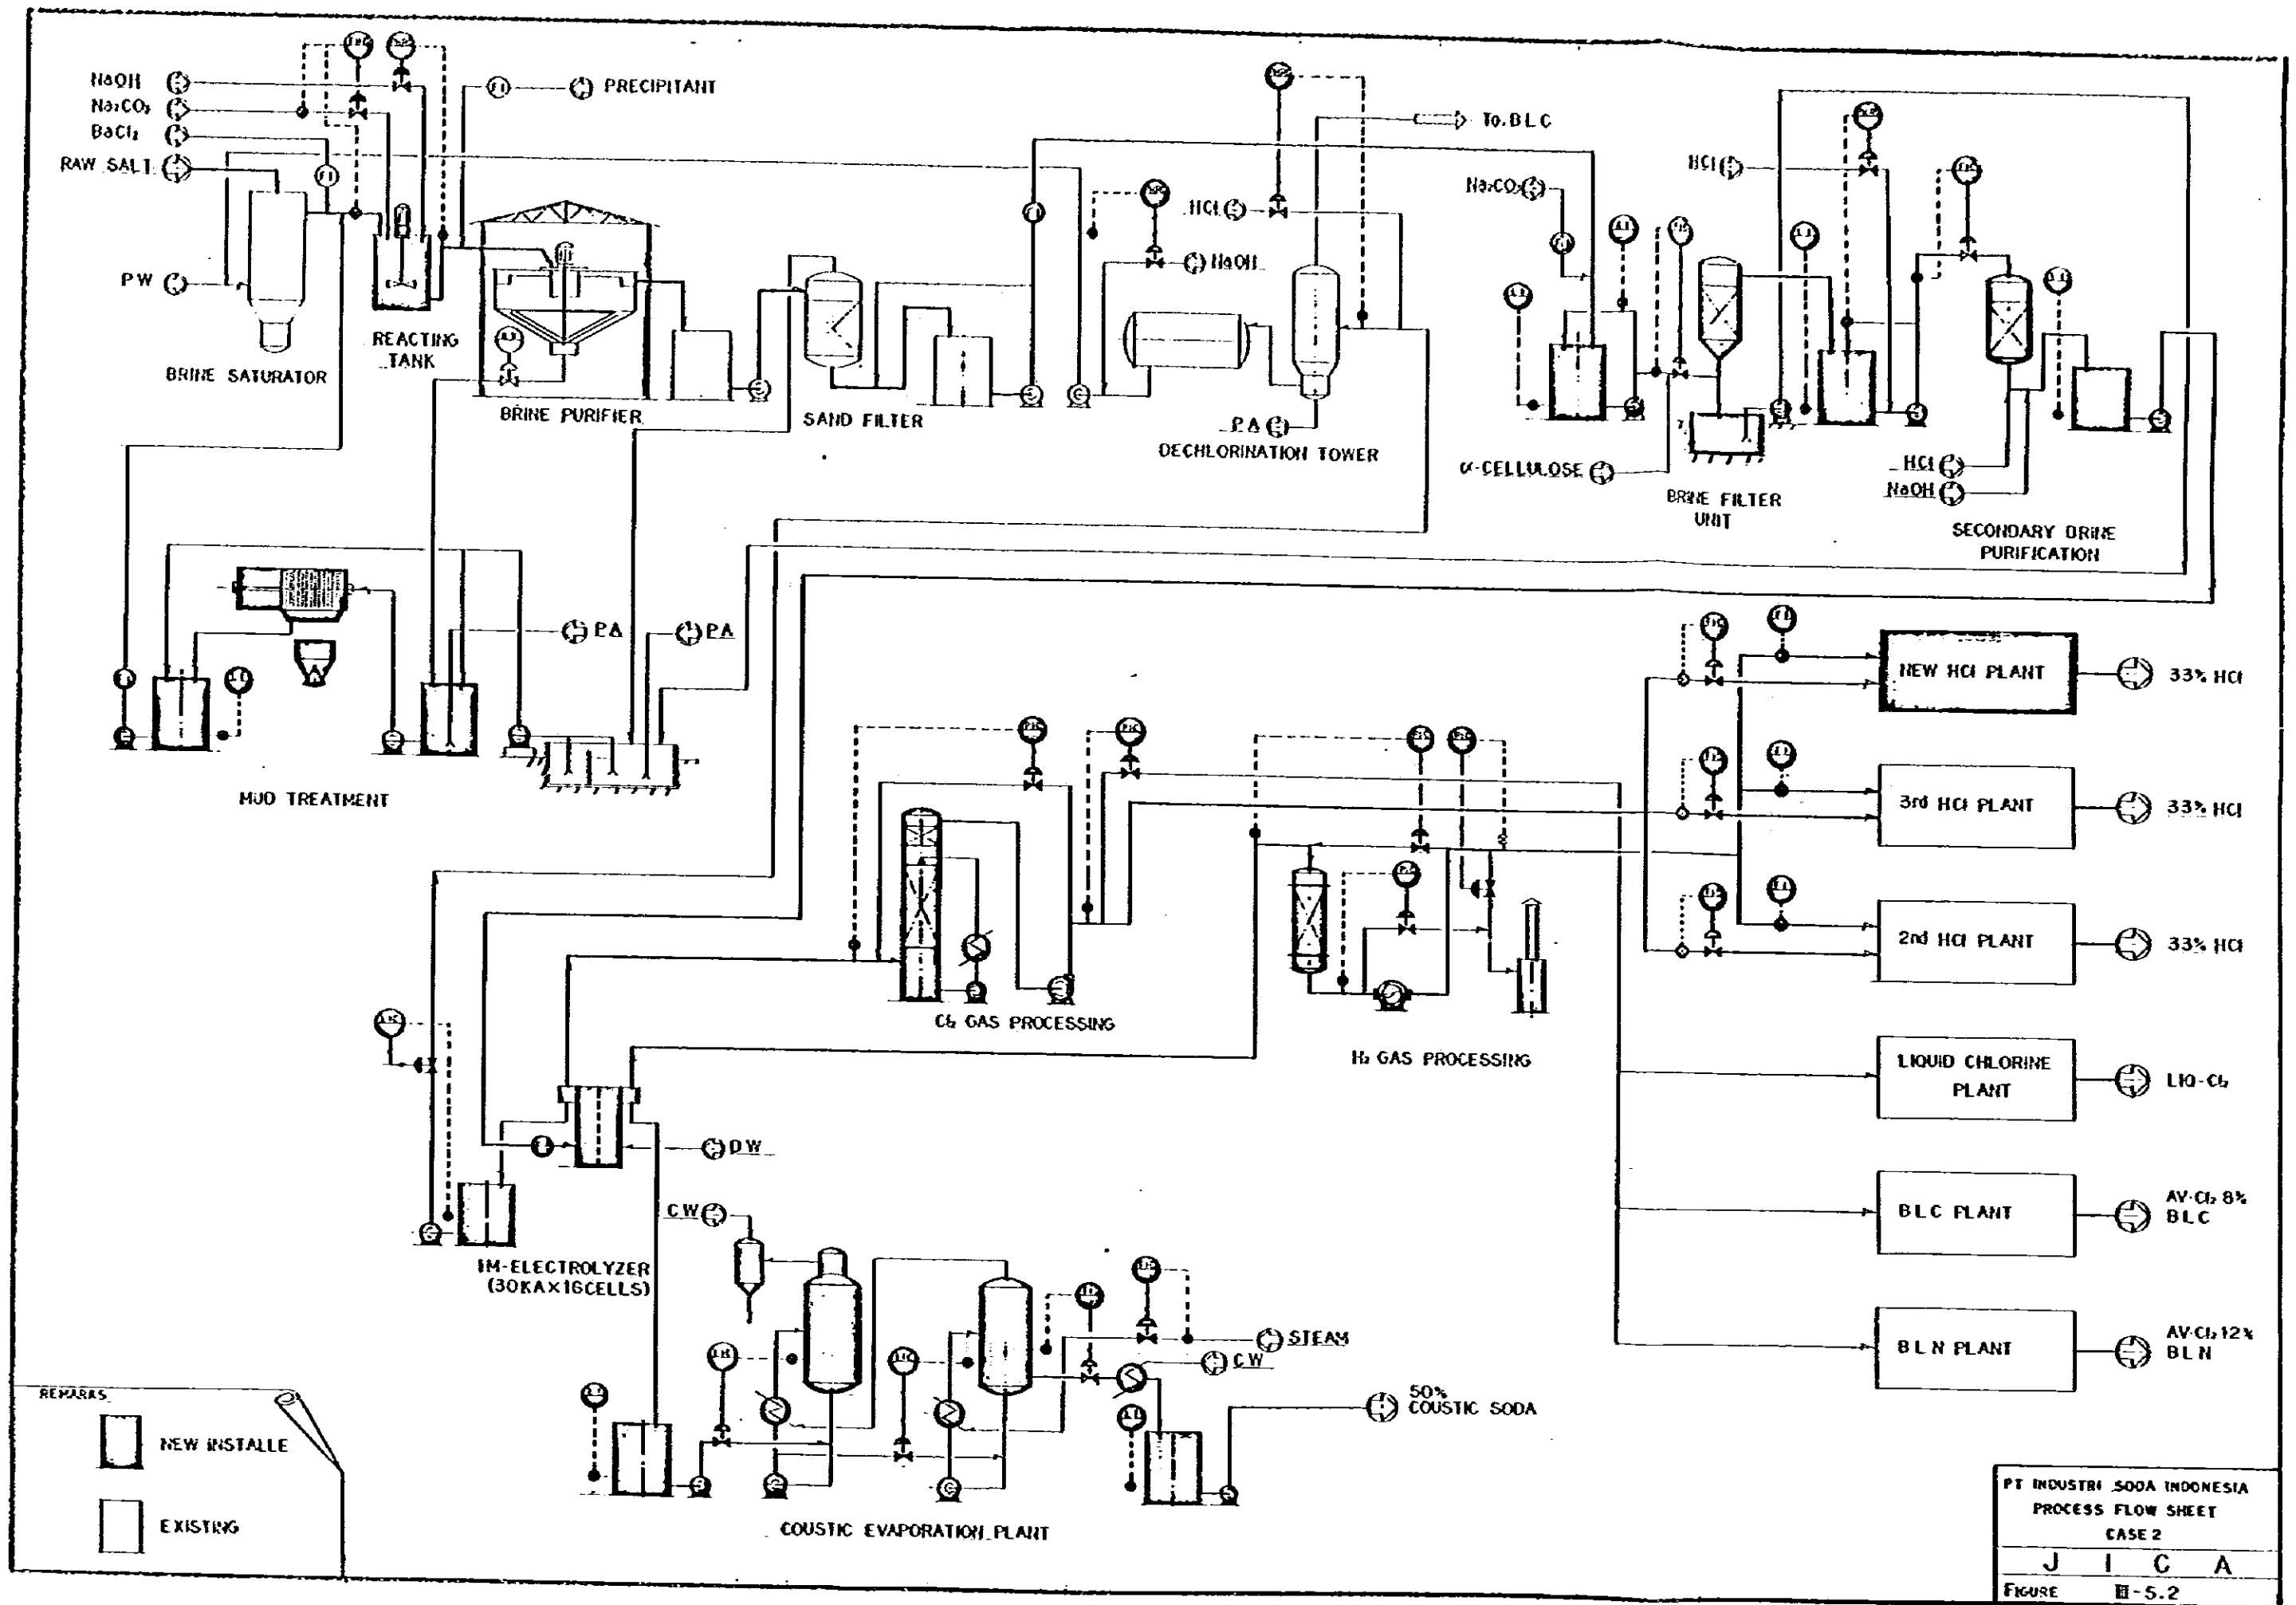 NaOH
Na₂CO₃
BaCl₂
RAW SALT
PW
BRINE SATURATOR
REACTING
TANK
PRECIPITANT
BRINE PURIFIER
SAND FILTER
To. BLC
HCl
NaOH
P.A
DECHLORINATION TOWER
Na₂CO₃
α-CELLULOSE
BRINE FILTER
UNIT
HCl
HCl
NaOH
SECONDARY BRINE
PURIFICATION
P.A
P.A
MUD TREATMENT
Cl₂ GAS PROCESSING
H₂ GAS PROCESSING
NEW HCl PLANT
33% HCl
3rd HCl PLANT
33% HCl
2nd HCl PLANT
33% HCl
LIQUID CHLORINE
PLANT
LIQ-Cl₂
BLC PLANT
AV-Cl₂ 8%
BLC
BLN PLANT
AV-Cl₂ 12%
BLN
DW
IM-ELECTROLYZER
(30KA×16CELLS)
CW
STEAM
CW
50%
COUSTIC SODA
COUSTIC EVAPORATION PLANT
REMARKS
NEW INSTALLE
EXISTING
PT INDUSTRI SODA INDONESIA
PROCESS FLOW SHEET
CASE 2
J I C A
FIGURE III-5.2